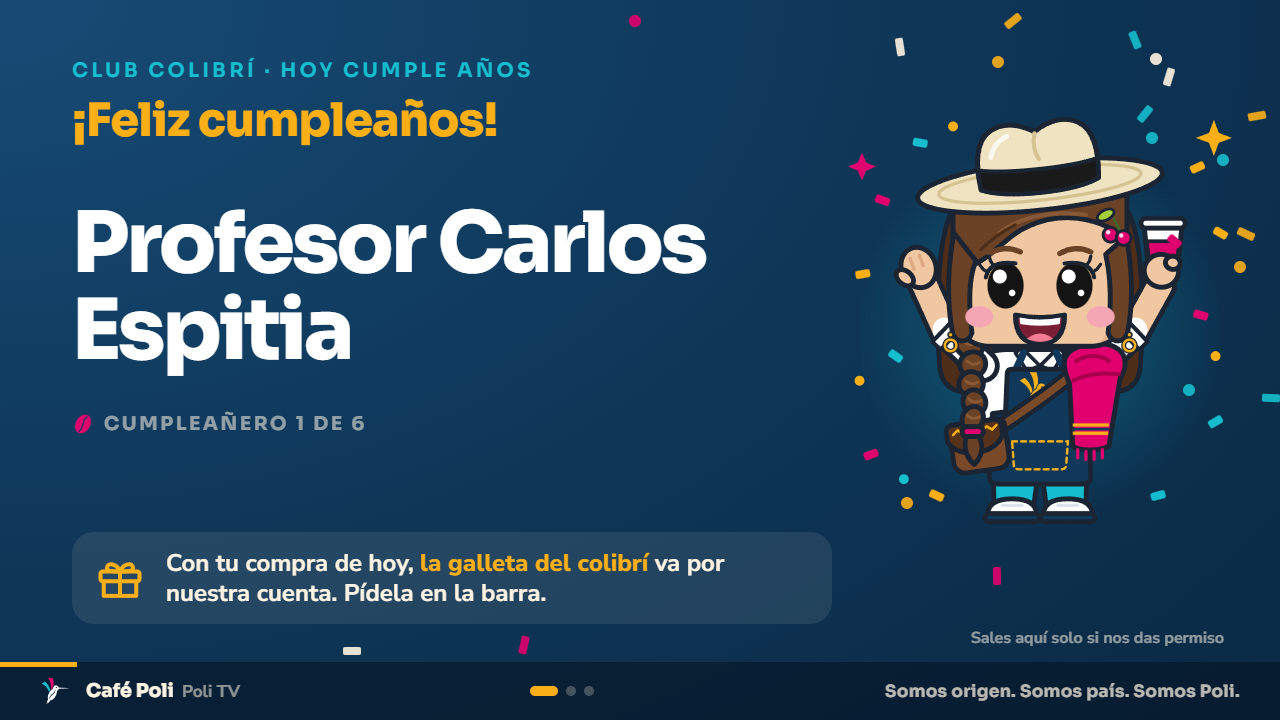 CLUB COLIBRÍ · HOY CUMPLE AÑOS
¡Feliz cumpleaños!
Profesor Carlos
Espitia
CUMPLEAÑERO 1 DE 6
Con tu compra de hoy, la galleta del colibrí va por
nuestra cuenta. Pídela en la barra.
Sales aquí solo si nos das permiso
Café Poli Poli TV
Somos origen. Somos país. Somos Poli.